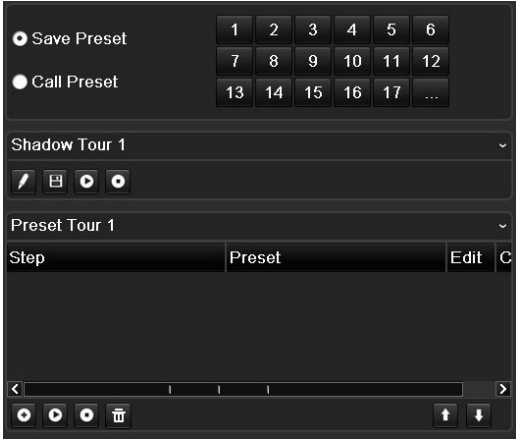 Save Preset
Call Preset
1 2 3 4 5 6
7 8 9 10 11 12
13 14 15 16 17 ...
Shadow Tour 1
Preset Tour 1
Step Preset Edit C